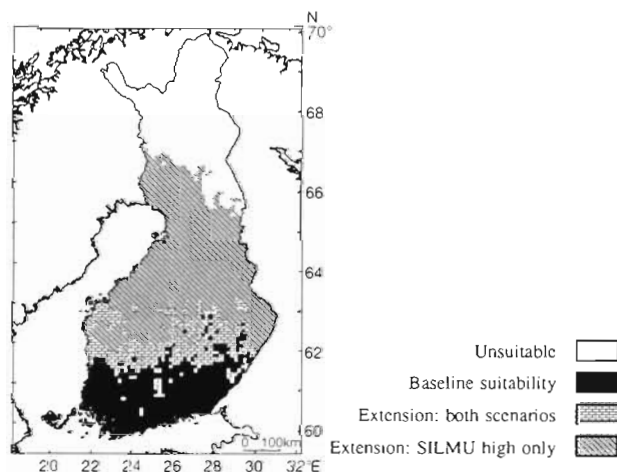 N
70°
68
66
64
62
60
0 100km
20 22 24 26 28 30 32°E
Unsuitable
Baseline suitability
Extension: both scenarios
Extension: SILMU high only